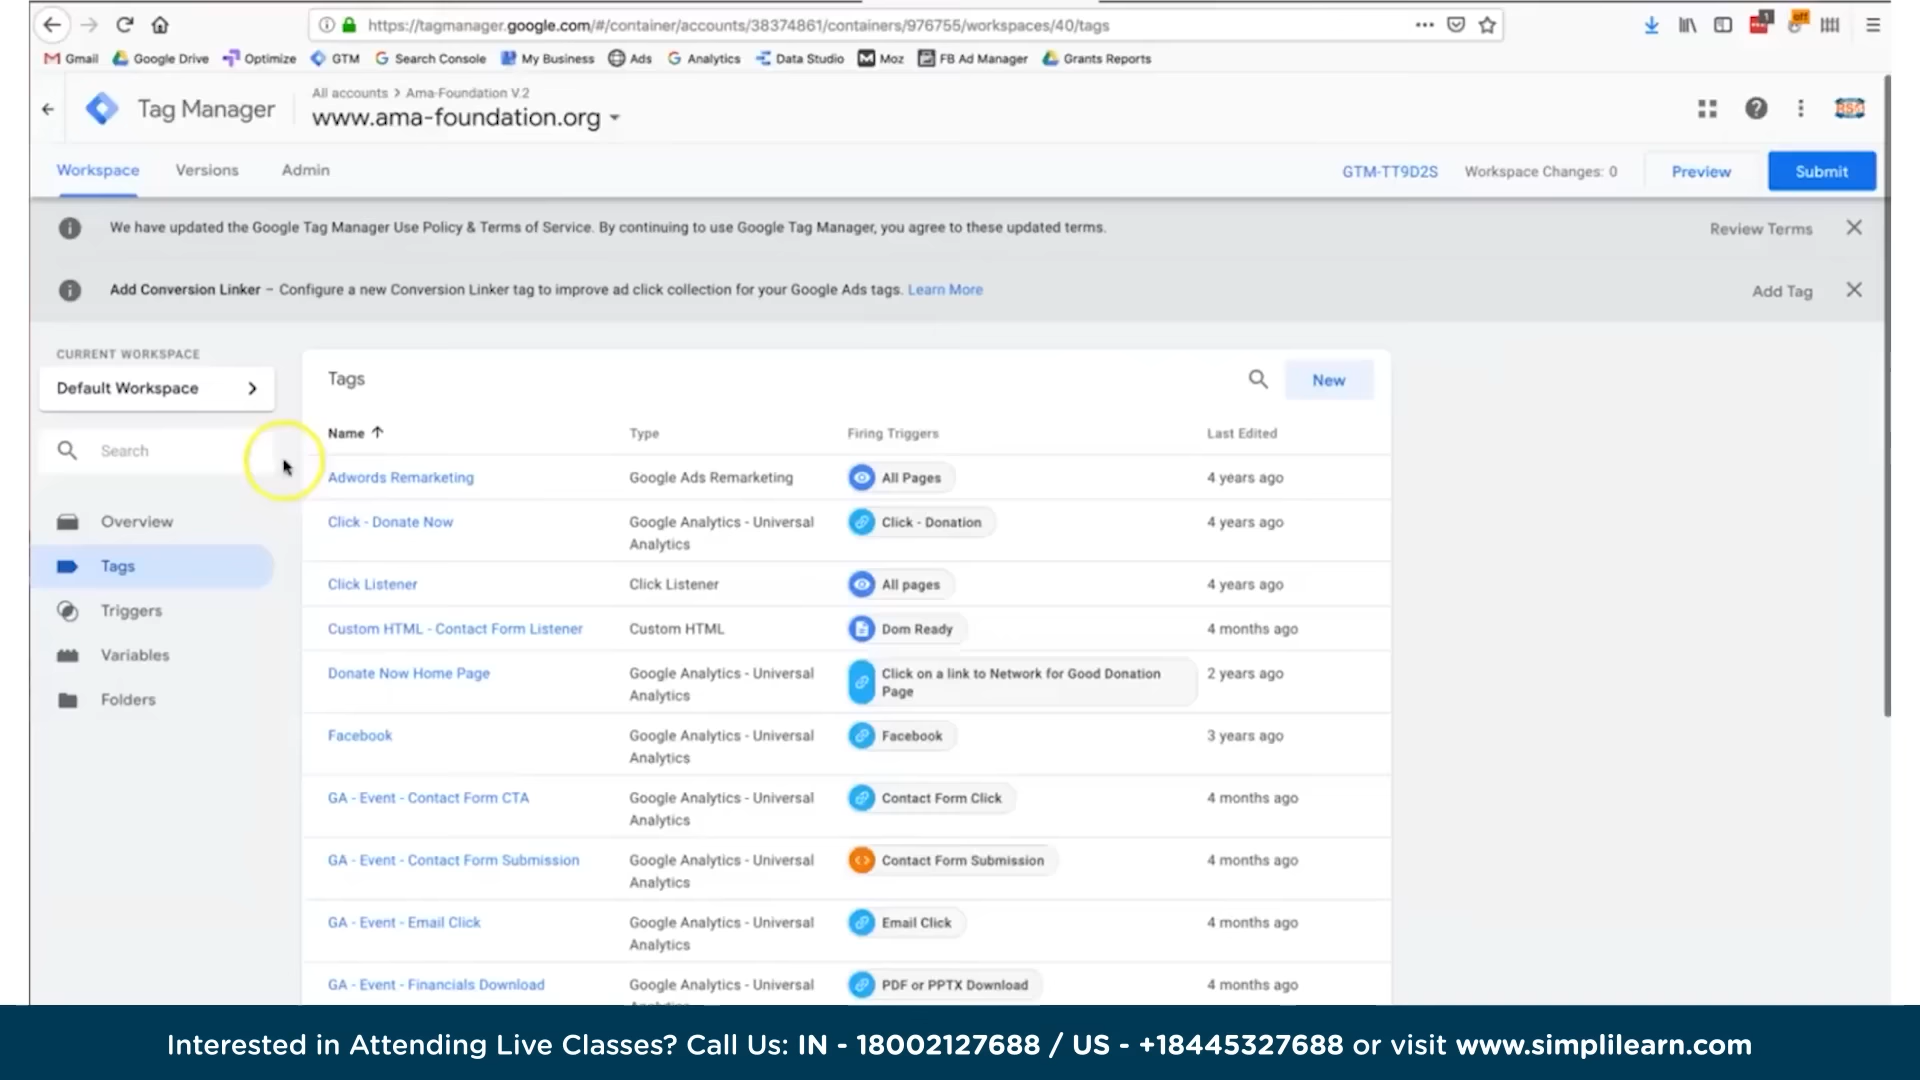 https://tagmanager.google.com/#/container/accounts/38374861/containers/976755/workspaces/40/tags
1
off
Gmail Google Drive Optimize GTM Search Console My Business Ads Analytics Data Studio Moz FB Ad Manager Grants Reports
Tag Manager
All accounts > Ama-Foundation V.2
www.ama-foundation.org
Workspace Versions Admin
GTM-TT9D2S Workspace Changes: 0 Preview Submit
We have updated the Google Tag Manager Use Policy & Terms of Service. By continuing to use Google Tag Manager, you agree to these updated terms. Review Terms
Add Conversion Linker – Configure a new Conversion Linker tag to improve ad click collection for your Google Ads tags. Learn More Add Tag
CURRENT WORKSPACE
Default Workspace
Search
Overview
Tags
Triggers
Variables
Folders
Tags New
Name Type Firing Triggers Last Edited
Adwords Remarketing Google Ads Remarketing All Pages 4 years ago
Click - Donate Now Google Analytics - Universal Click - Donation 4 years ago
Analytics
Click Listener Click Listener All pages 4 years ago
Custom HTML - Contact Form Listener Custom HTML Dom Ready 4 months ago
Donate Now Home Page Google Analytics - Universal Click on a link to Network for Good Donation 2 years ago
Analytics Page
Facebook Google Analytics - Universal Facebook 3 years ago
Analytics
GA - Event - Contact Form CTA Google Analytics - Universal Contact Form Click 4 months ago
Analytics
GA - Event - Contact Form Submission Google Analytics - Universal Contact Form Submission 4 months ago
Analytics
GA - Event - Email Click Google Analytics - Universal Email Click 4 months ago
Analytics
GA - Event - Financials Download Google Analytics - Universal PDF or PPTX Download 4 months ago
Interested in Attending Live Classes? Call Us: IN - 18002127688 / US - +18445327688 or visit www.simplilearn.com